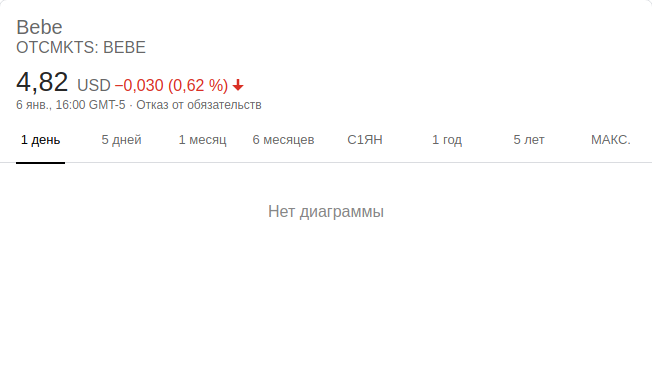 Bebe
OTCMKTS: BEBE
4,82 USD −0,030 (0,62 %)
6 янв., 16:00 GMT-5 · Отказ от обязательств
1 день 5 дней 1 месяц 6 месяцев С1ЯН 1 год 5 лет МАКС.
Нет диаграммы